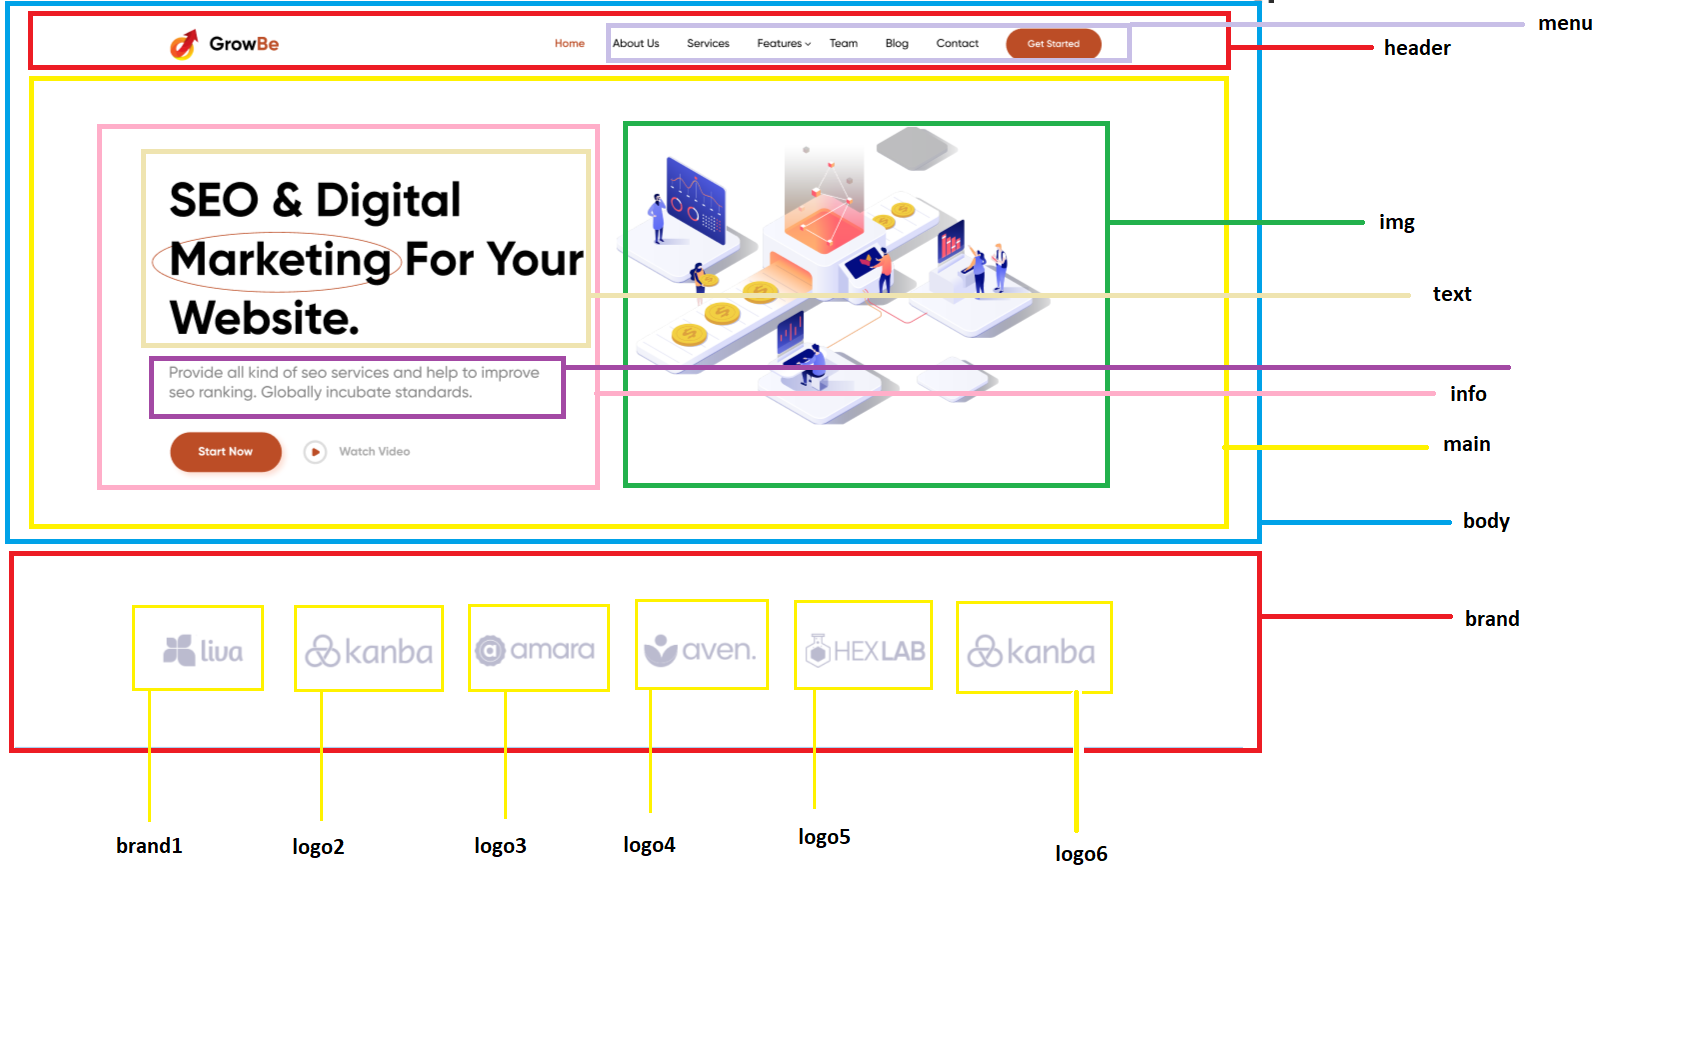 menu
GrowBe
Home About Us Services Features Team Blog Contact Get Started
header
SEO & Digital
Marketing For Your
Website.
img
text
Provide all kind of seo services and help to improve
seo ranking. Globally incubate standards.
info
Start Now Watch Video
main
body
brand
liva kanba amara aven. HEXLAB kanba
brand1 logo2 logo3 logo4 logo5 logo6